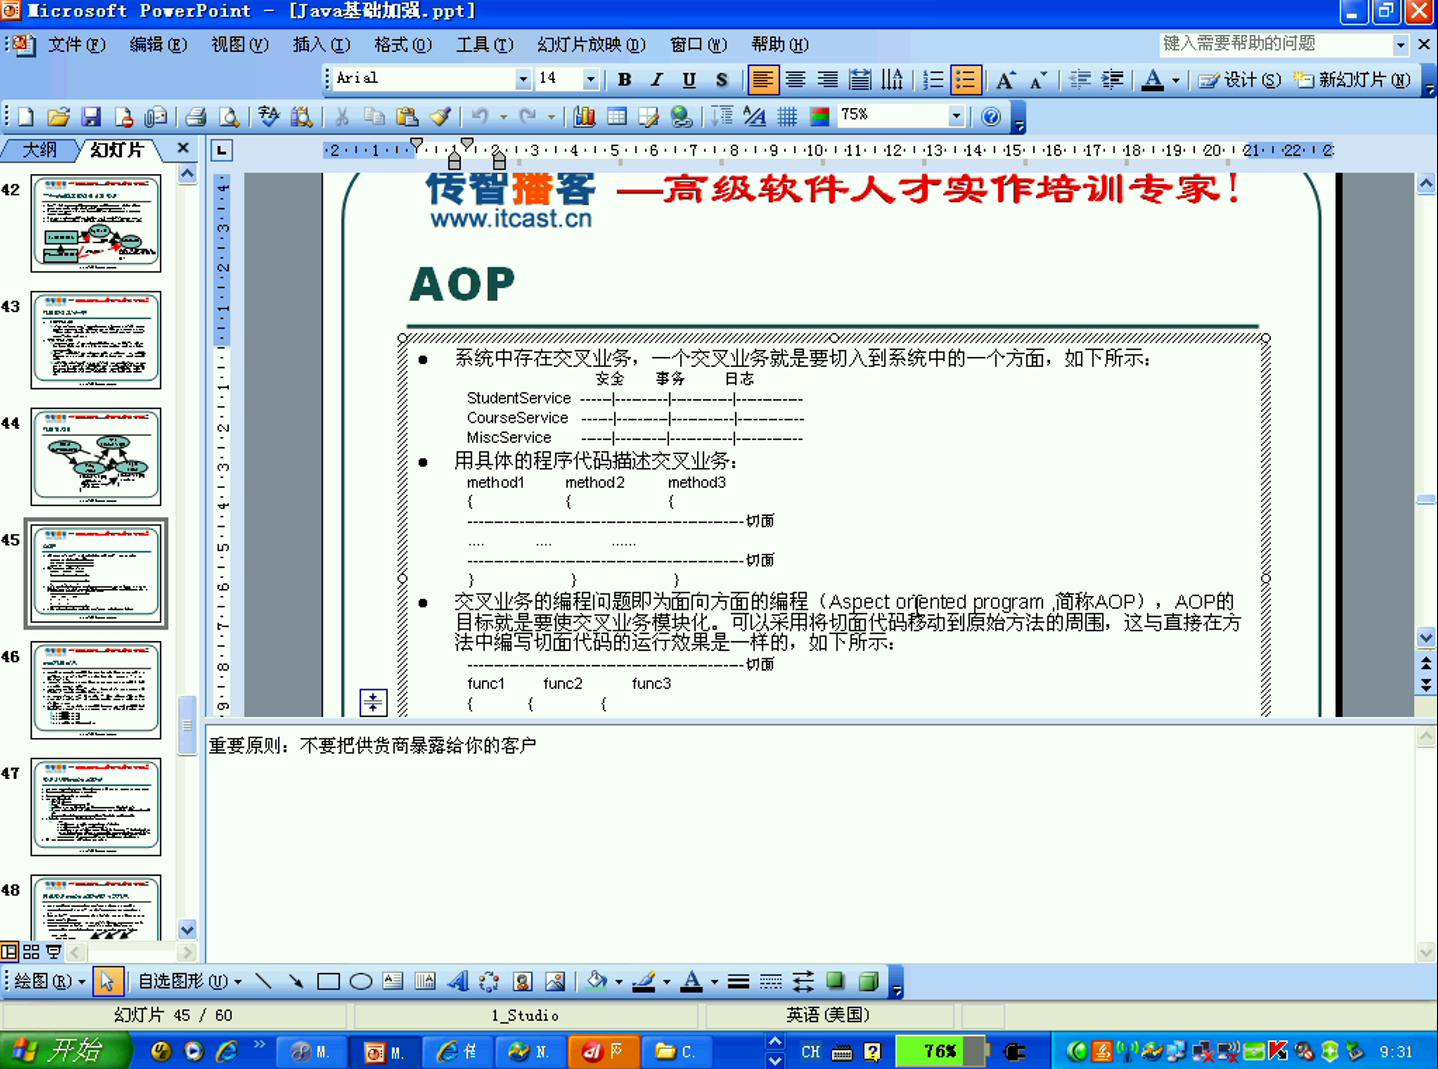 Microsoft PowerPoint - [Java基础加强.ppt]
文件(F) 编辑(E) 视图(V) 插入(I) 格式(O) 工具(T) 幻灯片放映(D) 窗口(W) 帮助(H) 键入需要帮助的问题
Arial 14 B I U S 设计(S) 新幻灯片(N)
75%
大纲 幻灯片
42
43
44
45
46
47
48
传智播客 —高级软件人才实作培训专家!
www.itcast.cn
AOP
系统中存在交叉业务，一个交叉业务就是要切入到系统中的一个方面，如下所示：
安全 事务 日志
StudentService ------|----------|------------|-------------
CourseService ------|----------|------------|-------------
MiscService ------|----------|------------|-------------
用具体的程序代码描述交叉业务：
method1 method2 method3
{ { {
------------------------------------------------------切面
.... .... ......
------------------------------------------------------切面
} } }
交叉业务的编程问题即为面向方面的编程（Aspect oriented program ,简称AOP），AOP的
目标就是要使交叉业务模块化。可以采用将切面代码移动到原始方法的周围，这与直接在方
法中编写切面代码的运行效果是一样的，如下所示：
------------------------------------------------------切面
func1 func2 func3
{ { {
重要原则：不要把供货商暴露给你的客户
绘图(R) 自选图形(U)
幻灯片 45 / 60 1_Studio 英语(美国)
开始 M. M. N. C. CH 76% 9:31